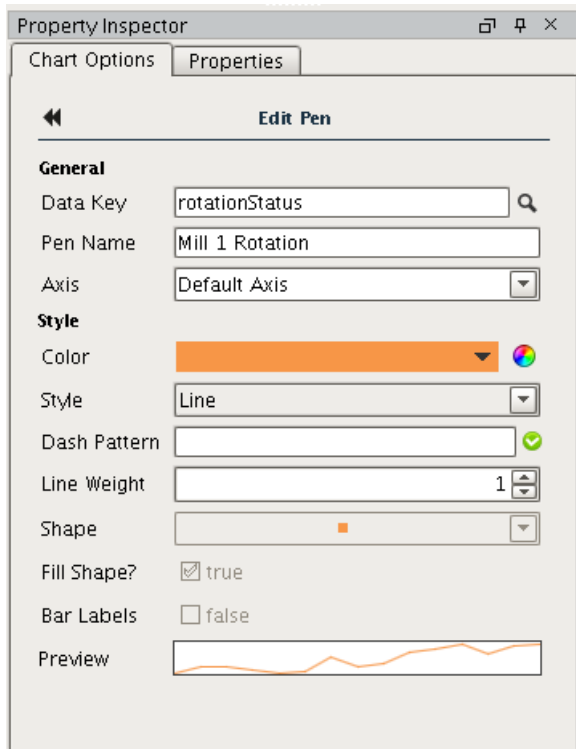 Property Inspector
Chart Options Properties
Edit Pen
General
Data Key rotationStatus
Pen Name Mill 1 Rotation
Axis Default Axis
Style
Color
Style Line
Dash Pattern
Line Weight 1
Shape
Fill Shape? true
Bar Labels false
Preview